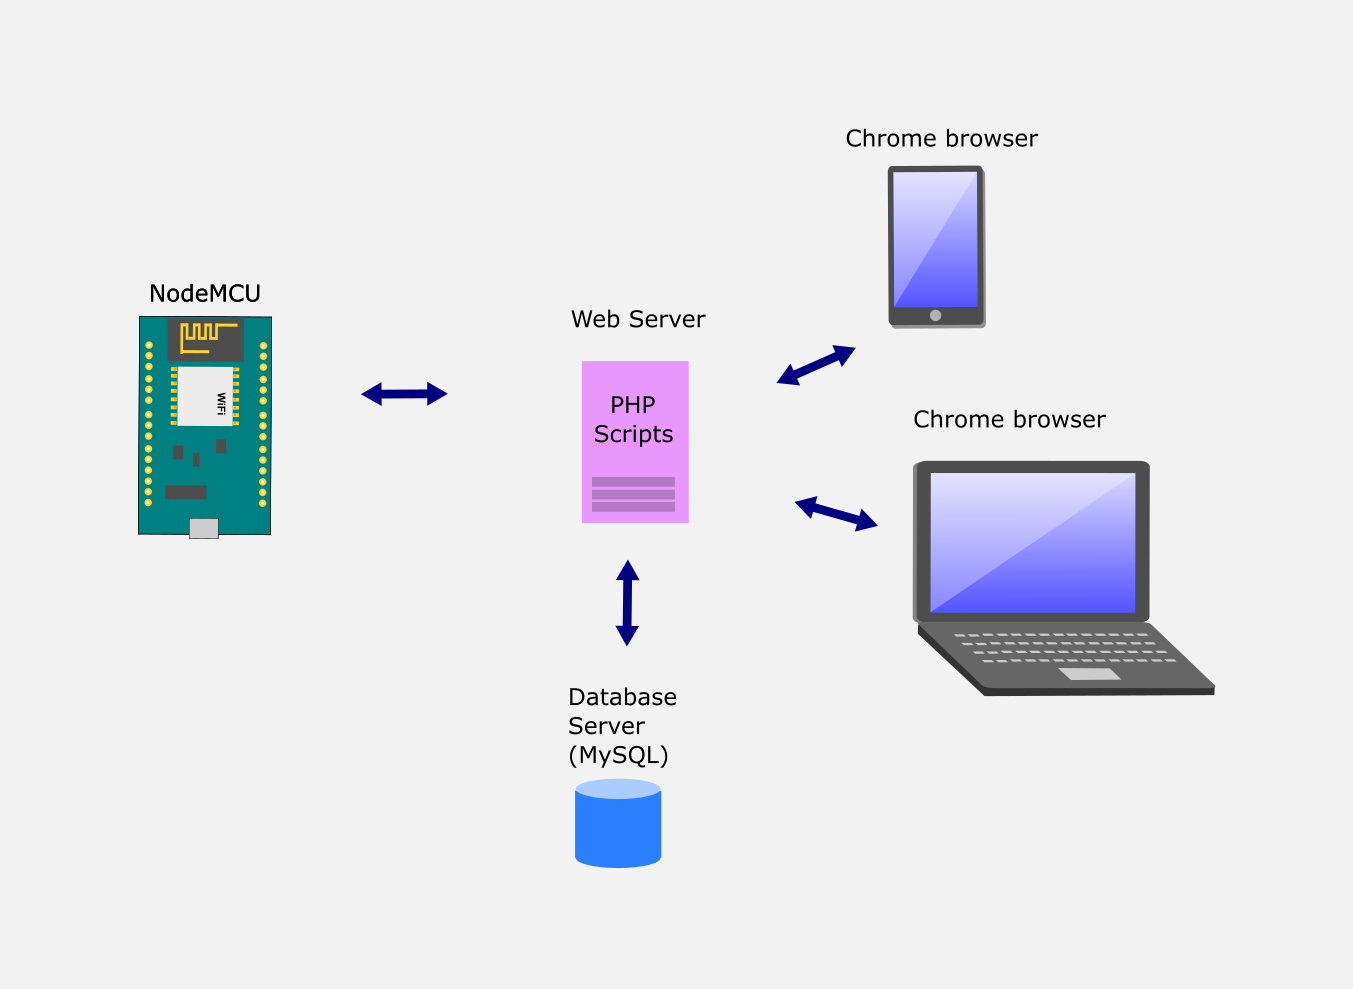 Chrome browser
NodeMCU
WiFi
Web Server
PHP
Scripts
Chrome browser
Database
Server
(MySQL)